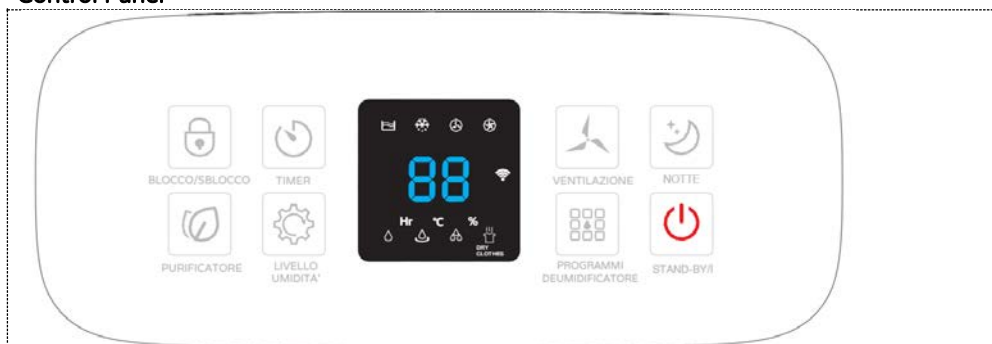 Control Panel
BLOCCO/SBLOCCO
TIMER
88
VENTILAZIONE
NOTTE
Hr °C %
DRY
CLOTHES
PURIFICATORE
LIVELLO
UMIDITA'
PROGRAMMI
DEUMIDIFICATORE
STAND-BY/I